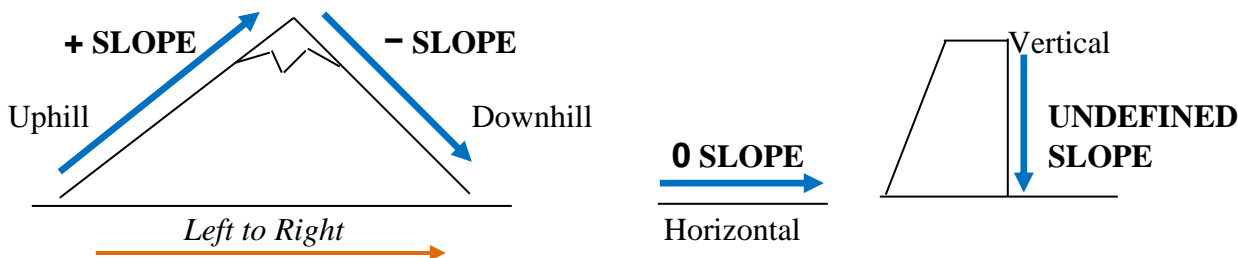 + SLOPE
− SLOPE
Uphill
Downhill
Left to Right
0 SLOPE
Horizontal
Vertical
UNDEFINED
SLOPE